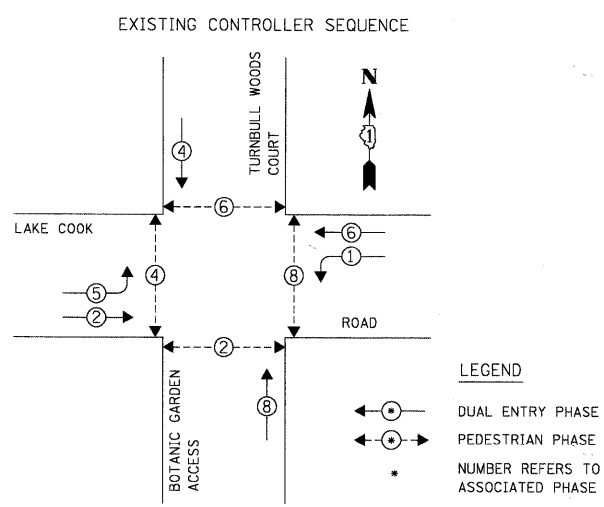 EXISTING CONTROLLER SEQUENCE
TURNBULL WOODS
COURT
N
1
4
6
LAKE COOK
6
1
4
8
5
2
ROAD
2
8
BOTANIC GARDEN
ACCESS
LEGEND
* DUAL ENTRY PHASE
* PEDESTRIAN PHASE
* NUMBER REFERS TO
ASSOCIATED PHASE